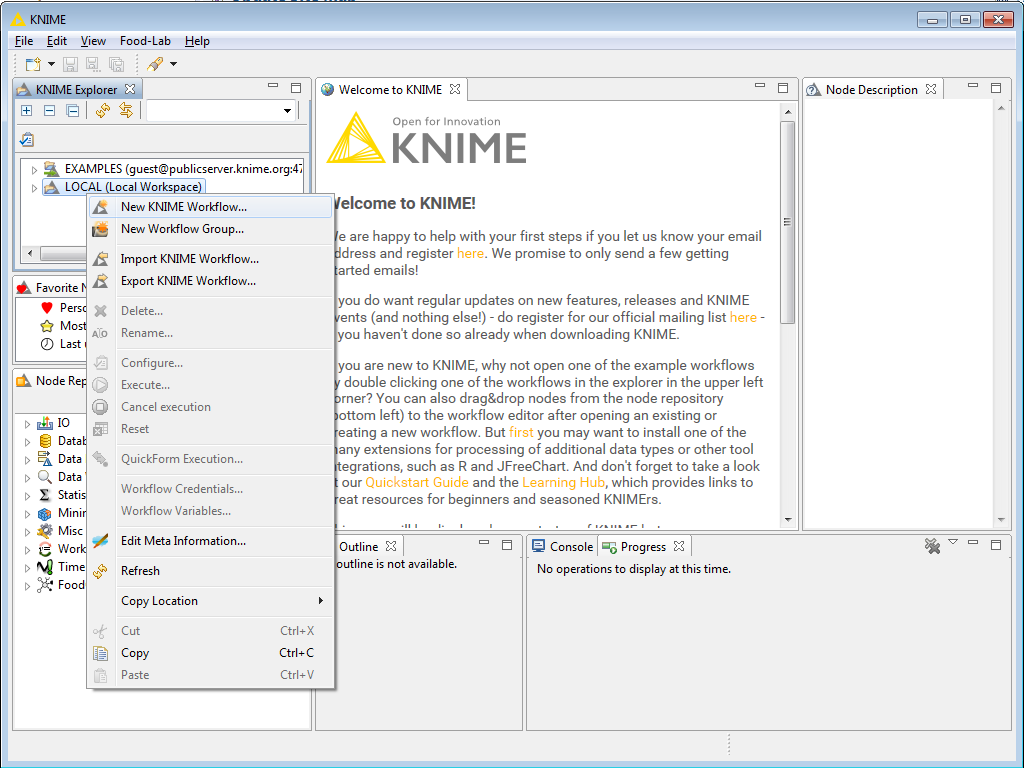 KNIME
File Edit View Food-Lab Help
KNIME Explorer
EXAMPLES (guest@publicserver.knime.org:47
LOCAL (Local Workspace)
New KNIME Workflow...
New Workflow Group...
Import KNIME Workflow...
Export KNIME Workflow...
Delete...
Rename...
Configure...
Execute...
Cancel execution
Reset
QuickForm Execution...
Workflow Credentials...
Workflow Variables...
Edit Meta Information...
Refresh
Copy Location
Cut Ctrl+X
Copy Ctrl+C
Paste Ctrl+V
Favorite N
Pers
Most
Last
Node Rep
IO
Datab
Data
Data
Statis
Minin
Misc
Work
Time
Food
Welcome to KNIME
Open for Innovation
KNIME
Welcome to KNIME!
We are happy to help with your first steps if you let us know your email
ddress and register here. We promise to only send a few getting
tarted emails!
you do want regular updates on new features, releases and KNIME
vents (and nothing else!) - do register for our official mailing list here -
you haven't done so already when downloading KNIME.
you are new to KNIME, why not open one of the example workflows
y double clicking one of the workflows in the explorer in the upper left
orner? You can also drag&drop nodes from the node repository
bottom left) to the workflow editor after opening an existing or
reating a new workflow. But first you may want to install one of the
many extensions for processing of additional data types or other tool
ntegrations, such as R and JFreeChart. And don't forget to take a look
t our Quickstart Guide and the Learning Hub, which provides links to
reat resources for beginners and seasoned KNIMErs.
Node Description
Outline
outline is not available.
Console Progress
No operations to display at this time.